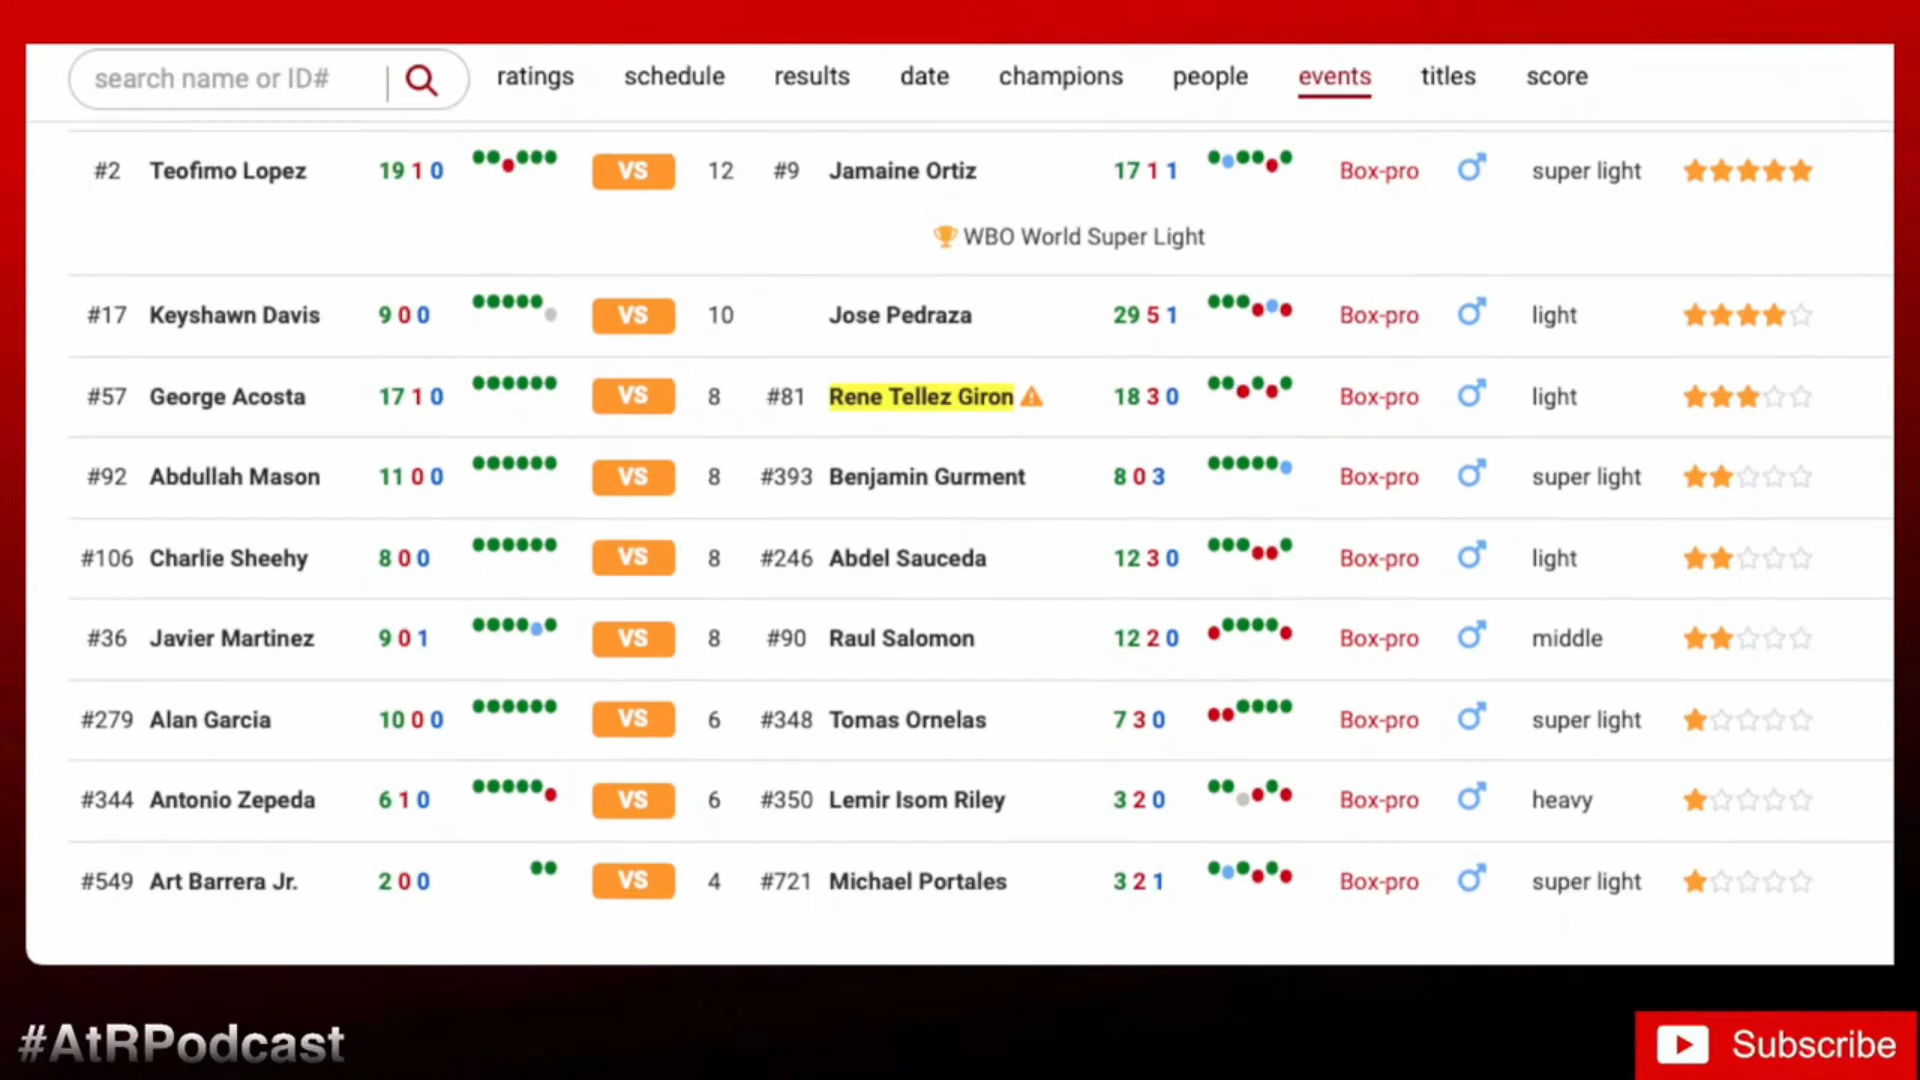 search name or ID# ratings schedule results date champions people events titles score
#2 Teofimo Lopez 19 1 0 VS 12 #9 Jamaine Ortiz 17 1 1 Box-pro super light
WBO World Super Light
#17 Keyshawn Davis 9 0 0 VS 10 Jose Pedraza 29 5 1 Box-pro light
#57 George Acosta 17 1 0 VS 8 #81 Rene Tellez Giron 18 3 0 Box-pro light
#92 Abdullah Mason 11 0 0 VS 8 #393 Benjamin Gurment 8 0 3 Box-pro super light
#106 Charlie Sheehy 8 0 0 VS 8 #246 Abdel Sauceda 12 3 0 Box-pro light
#36 Javier Martinez 9 0 1 VS 8 #90 Raul Salomon 12 2 0 Box-pro middle
#279 Alan Garcia 10 0 0 VS 6 #348 Tomas Ornelas 7 3 0 Box-pro super light
#344 Antonio Zepeda 6 1 0 VS 6 #350 Lemir Isom Riley 3 2 0 Box-pro heavy
#549 Art Barrera Jr. 2 0 0 VS 4 #721 Michael Portales 3 2 1 Box-pro super light
#AtRPodcast Subscribe